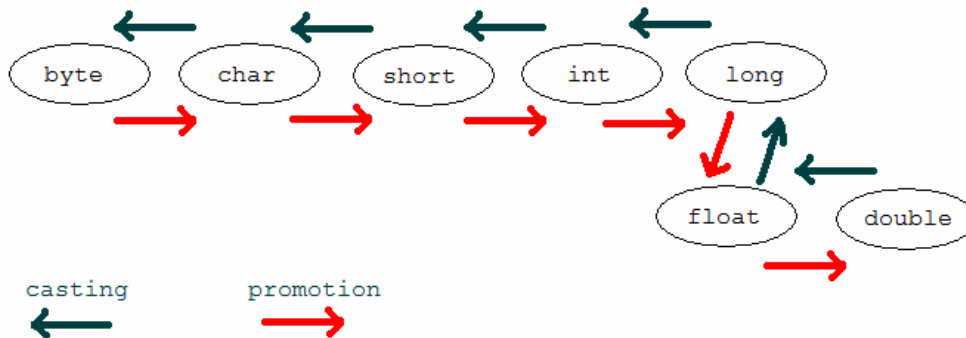 byte char short int long
float double
casting promotion